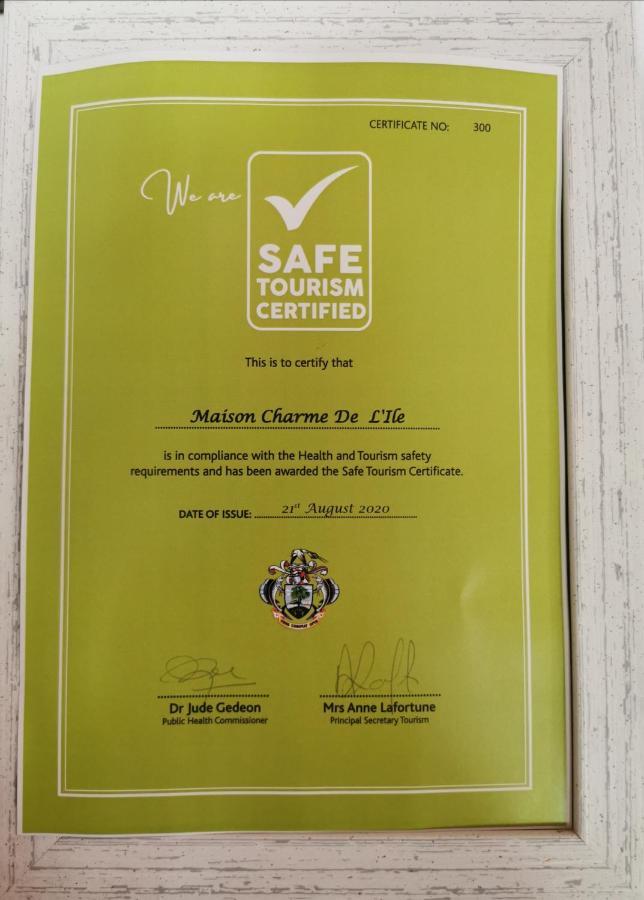 CERTIFICATE NO: 300
We are
SAFE
TOURISM
CERTIFIED
This is to certify that
Maison Charme De L'Ile
is in compliance with the Health and Tourism safety
requirements and has been awarded the Safe Tourism Certificate.
DATE OF ISSUE: 21st August 2020
Dr Jude Gedeon
Public Health Commissioner
Mrs Anne Lafortune
Principal Secretary Tourism